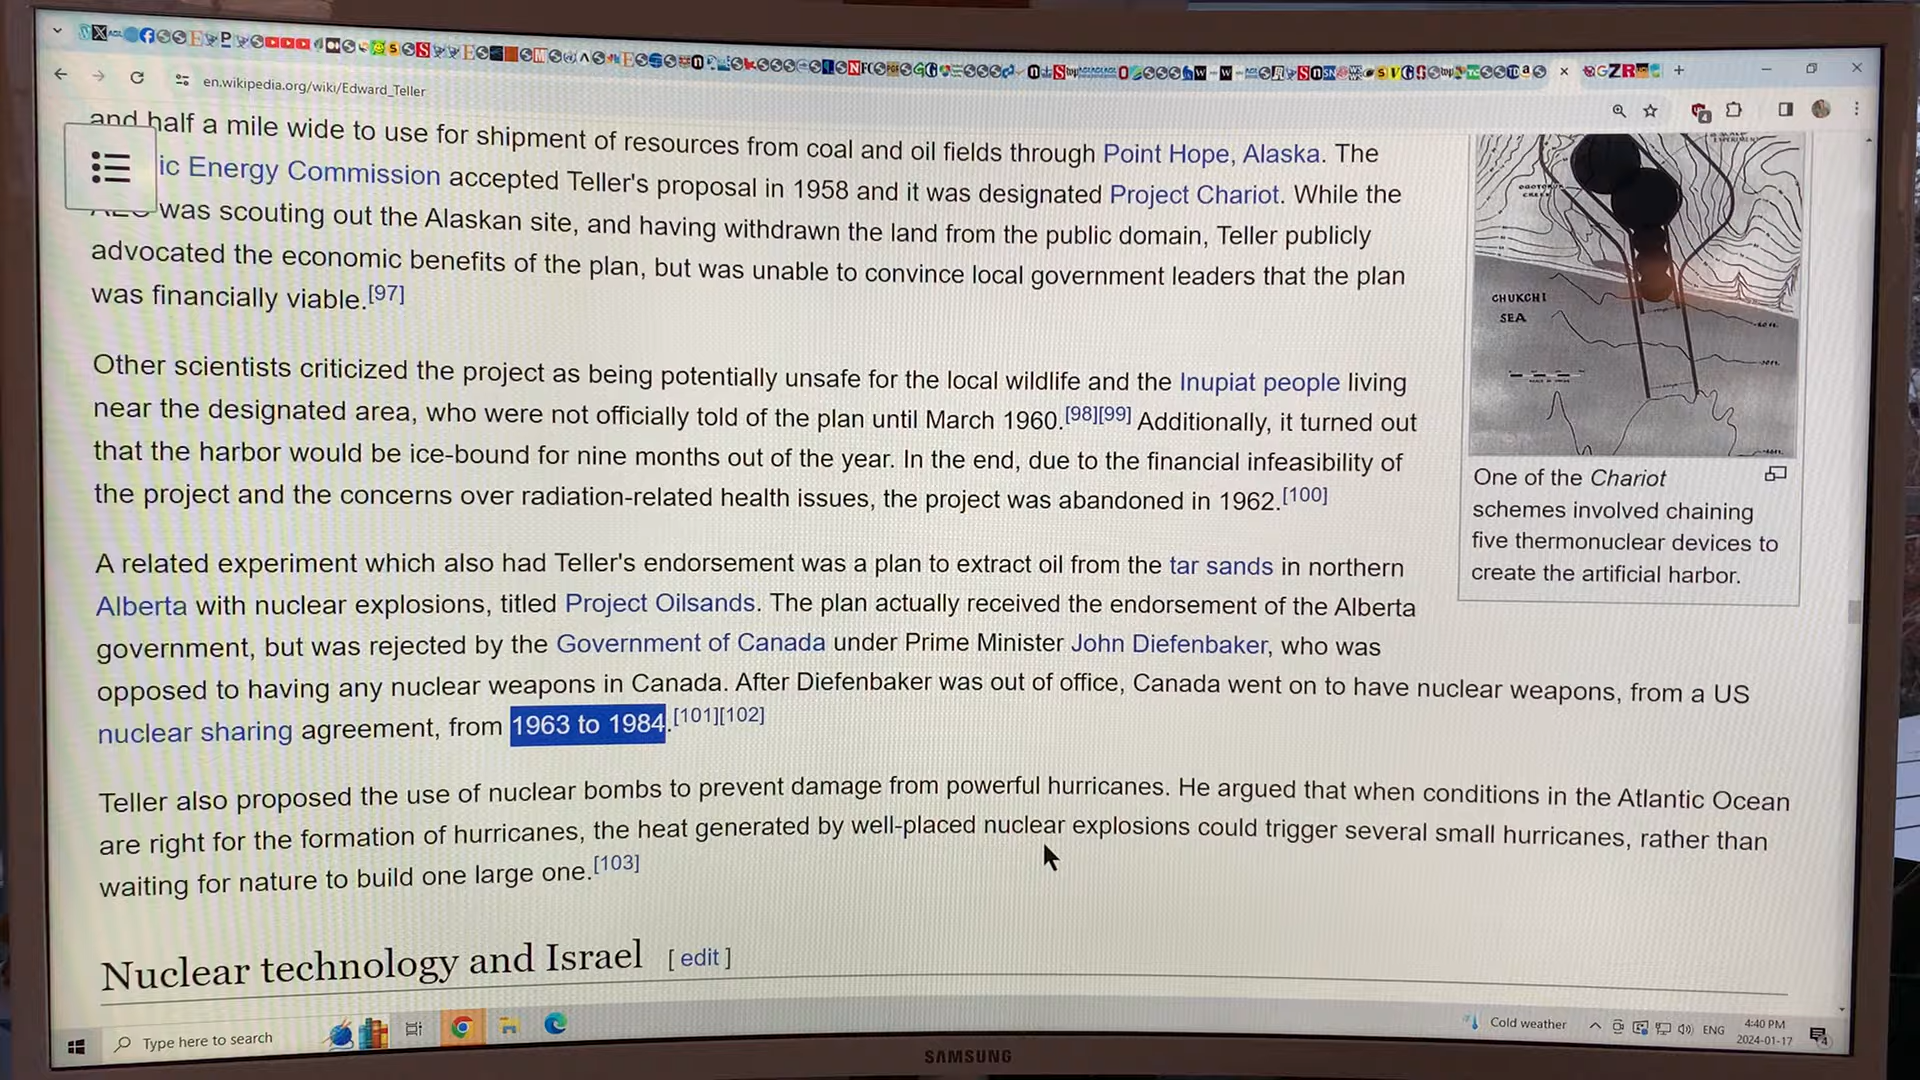 en.wikipedia.org/wiki/Edward_Teller
and half a mile wide to use for shipment of resources from coal and oil fields through Point Hope, Alaska. The
ic Energy Commission accepted Teller's proposal in 1958 and it was designated Project Chariot. While the
AEC was scouting out the Alaskan site, and having withdrawn the land from the public domain, Teller publicly
advocated the economic benefits of the plan, but was unable to convince local government leaders that the plan
was financially viable.[97]
Other scientists criticized the project as being potentially unsafe for the local wildlife and the Inupiat people living
near the designated area, who were not officially told of the plan until March 1960.[98][99] Additionally, it turned out
that the harbor would be ice-bound for nine months out of the year. In the end, due to the financial infeasibility of
the project and the concerns over radiation-related health issues, the project was abandoned in 1962.[100]
A related experiment which also had Teller's endorsement was a plan to extract oil from the tar sands in northern
Alberta with nuclear explosions, titled Project Oilsands. The plan actually received the endorsement of the Alberta
government, but was rejected by the Government of Canada under Prime Minister John Diefenbaker, who was
opposed to having any nuclear weapons in Canada. After Diefenbaker was out of office, Canada went on to have nuclear weapons, from a US
nuclear sharing agreement, from 1963 to 1984.[101][102]
Teller also proposed the use of nuclear bombs to prevent damage from powerful hurricanes. He argued that when conditions in the Atlantic Ocean
are right for the formation of hurricanes, the heat generated by well-placed nuclear explosions could trigger several small hurricanes, rather than
waiting for nature to build one large one.[103]
Nuclear technology and Israel [ edit ]
CHUKCHI
SEA
One of the Chariot
schemes involved chaining
five thermonuclear devices to
create the artificial harbor.
Type here to search
Cold weather
ENG
4:40 PM
2024-01-17
SAMSUNG